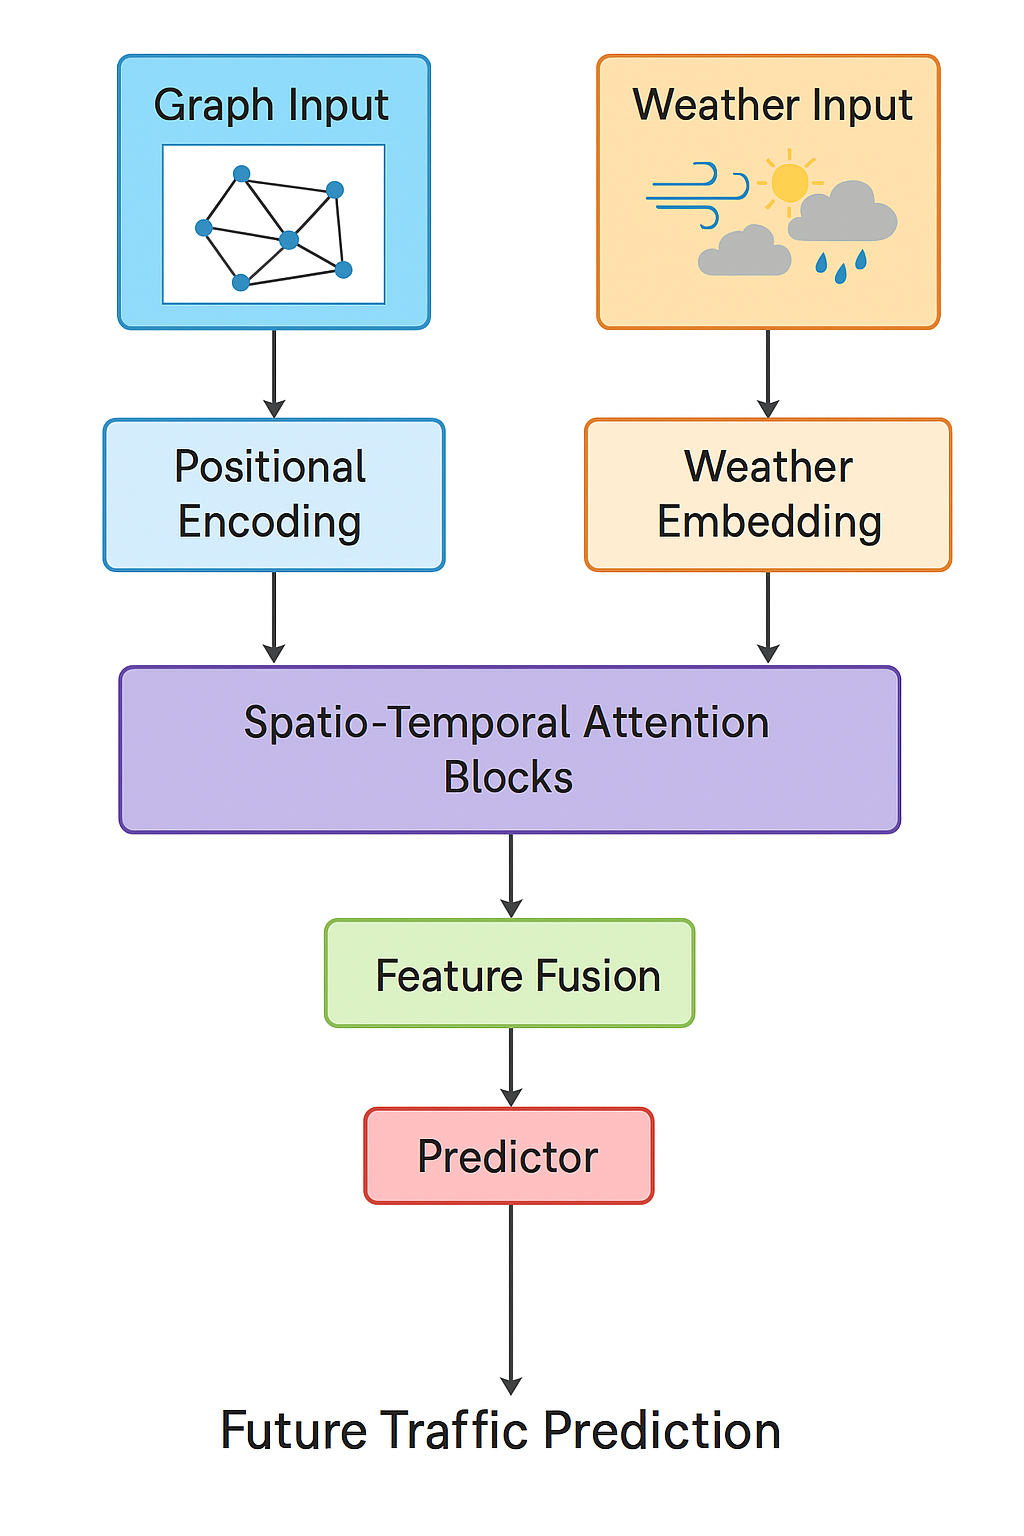 Graph Input
Weather Input
Positional
Encoding
Weather
Embedding
Spatio-Temporal Attention
Blocks
Feature Fusion
Predictor
Future Traffic Prediction